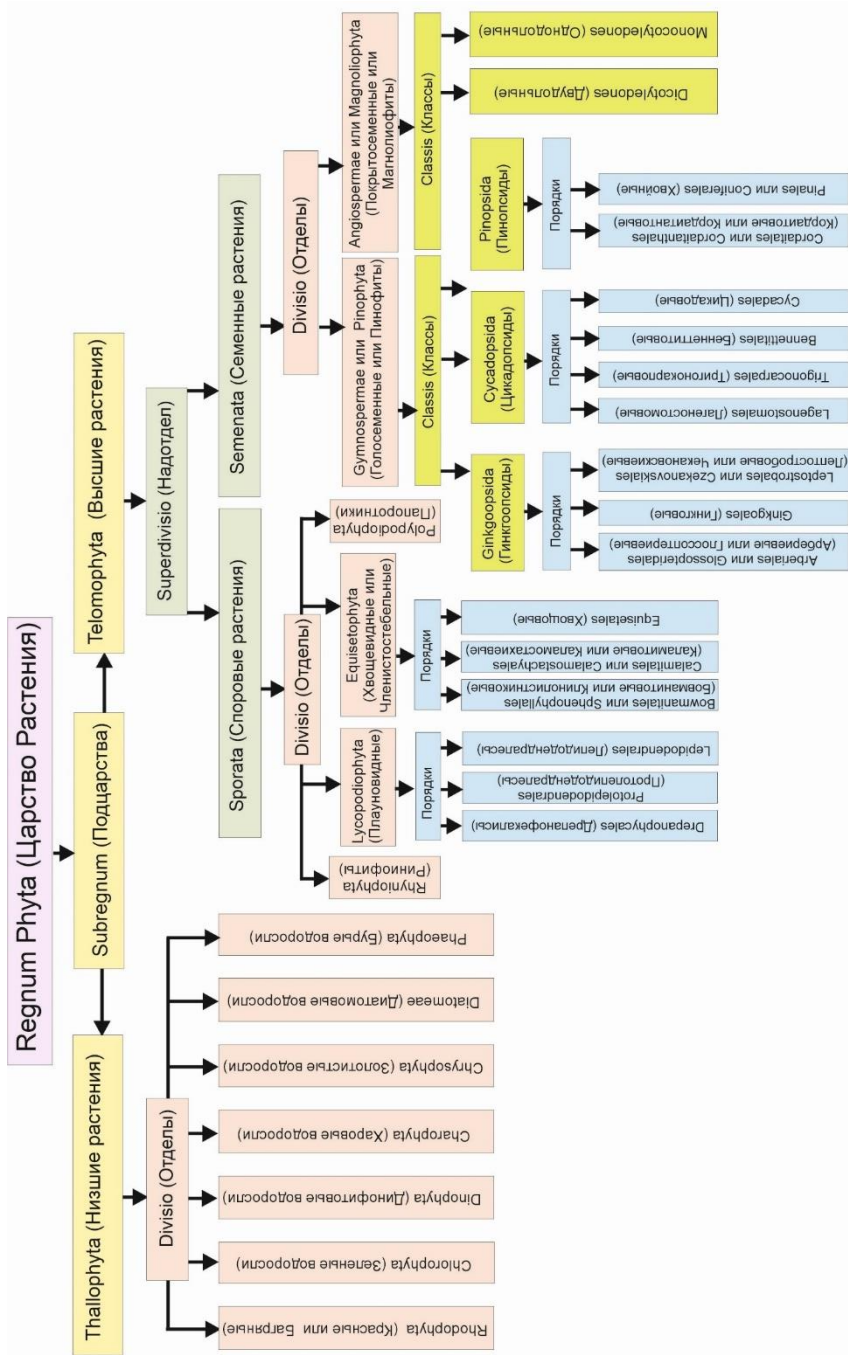 Regnum Phyta (Царство Растения)
Subregnum (Подцарства)
Thallophyta (Низшие растения)
Telomophyta (Высшие растения)
Divisio (Отделы)
Rhodophyta (Красные или Багряные)
Chlorophyta (Зеленые водоросли)
Dinophyta (Динофитовые водоросли)
Charophyta (Харовые водоросли)
Chrysophyta (Золотистые водоросли)
Diatomeae (Диатомовые водоросли)
Phaeophyta (Бурые водоросли)
Superdivisio (Надотдел)
Sporata (Споровые растения)
Semenata (Семенные растения)
Divisio (Отделы)
Rhyniophyta
(Риниофиты)
Lycopodiophyta
(Плауновидные)
Equisetophyta
(Хвощевидные или
Членистостебельные)
Polypodiophyta
(Папоротники)
Порядки
Drepanophycales (Дрепанофекалисы)
Protolepidodendrales
(Протолепидодендралесы)
Lepidodendrales (Лепидодендралесы)
Порядки
Bowmanitales или Sphenophyllales
(Бовманитовые или Клинолистниковые)
Calamitales или Calamostachyales
(Каламитовые или Каламостахиевые)
Equisetales (Хвощовые)
Divisio (Отделы)
Gymnospermae или Pinophyta
(Голосеменные или Пинофиты)
Angiospermae или Magnoliophyta
(Покрытосеменные или
Магнолиофиты)
Classis (Классы)
Classis (Классы)
Ginkgoopsida
(Гинкгоопсиды)
Cycadopsida
(Цикадопсиды)
Pinopsida
(Пинопсиды)
Dicotyledones (Двудольные)
Monocotyledones (Однодольные)
Порядки
Arberiales или Glossopteridales
(Арбериевые или Глоссоптериевые)
Ginkgoales (Гинкговые)
Leptostrobales или Czekanovskiales
(Лептостробовые или Чекановскиевые)
Порядки
Lagenostomales (Лагеностомовые)
Trigonocarpales (Тригонокарповые)
Bennettitales (Беннеттитовые)
Cycadales (Цикадовые)
Порядки
Cordaitales или Cordaitanthales
(Кордаитовые или Кордаитантовые)
Pinales или Coniferales (Хвойные)